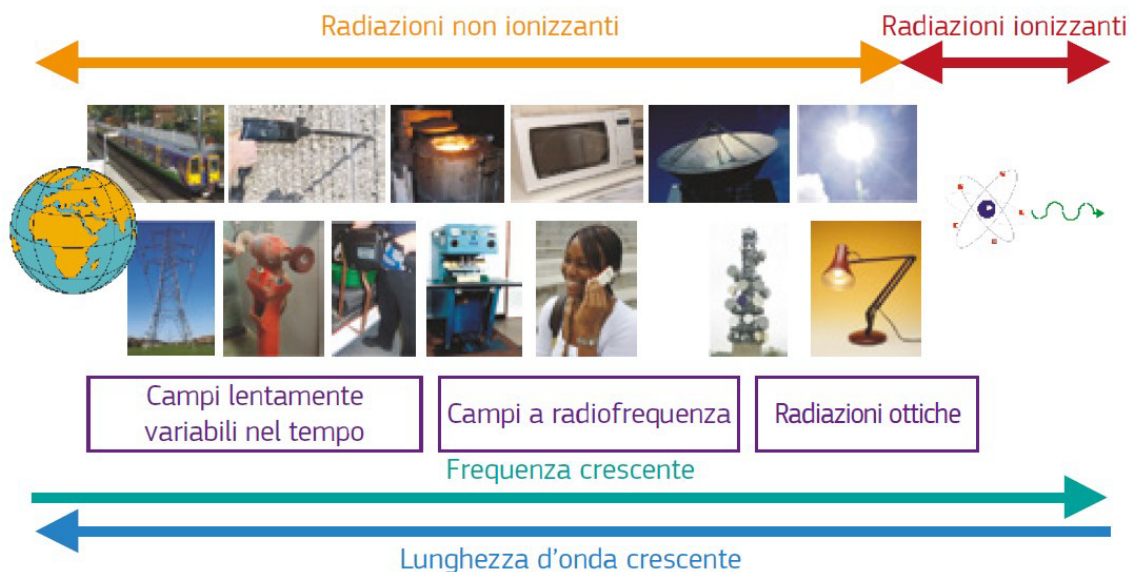 Radiazioni non ionizzanti
Radiazioni ionizzanti
Campi lentamente
variabili nel tempo
Campi a radiofrequenza
Radiazioni ottiche
Frequenza crescente
Lunghezza d'onda crescente